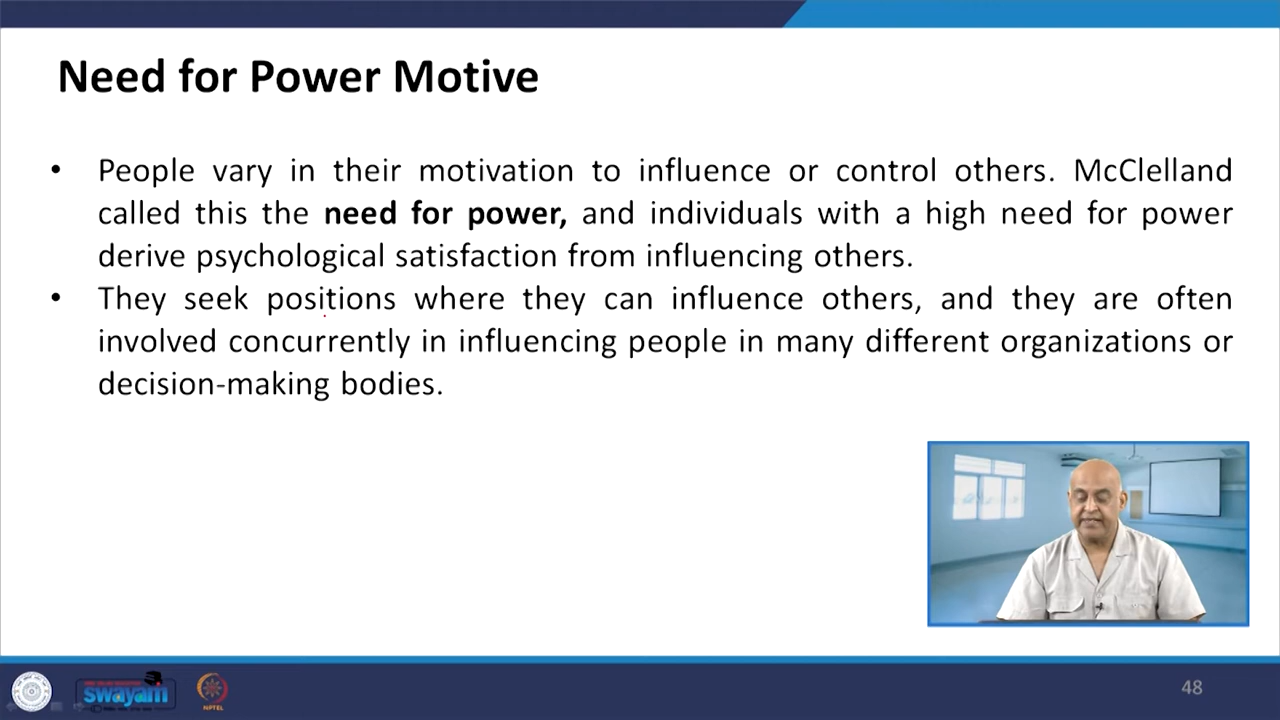 Need for Power Motive
• People vary in their motivation to influence or control others. McClelland
called this the need for power, and individuals with a high need for power
derive psychological satisfaction from influencing others.
• They seek positions where they can influence others, and they are often
involved concurrently in influencing people in many different organizations or
decision-making bodies.
swayam
NPTEL
48